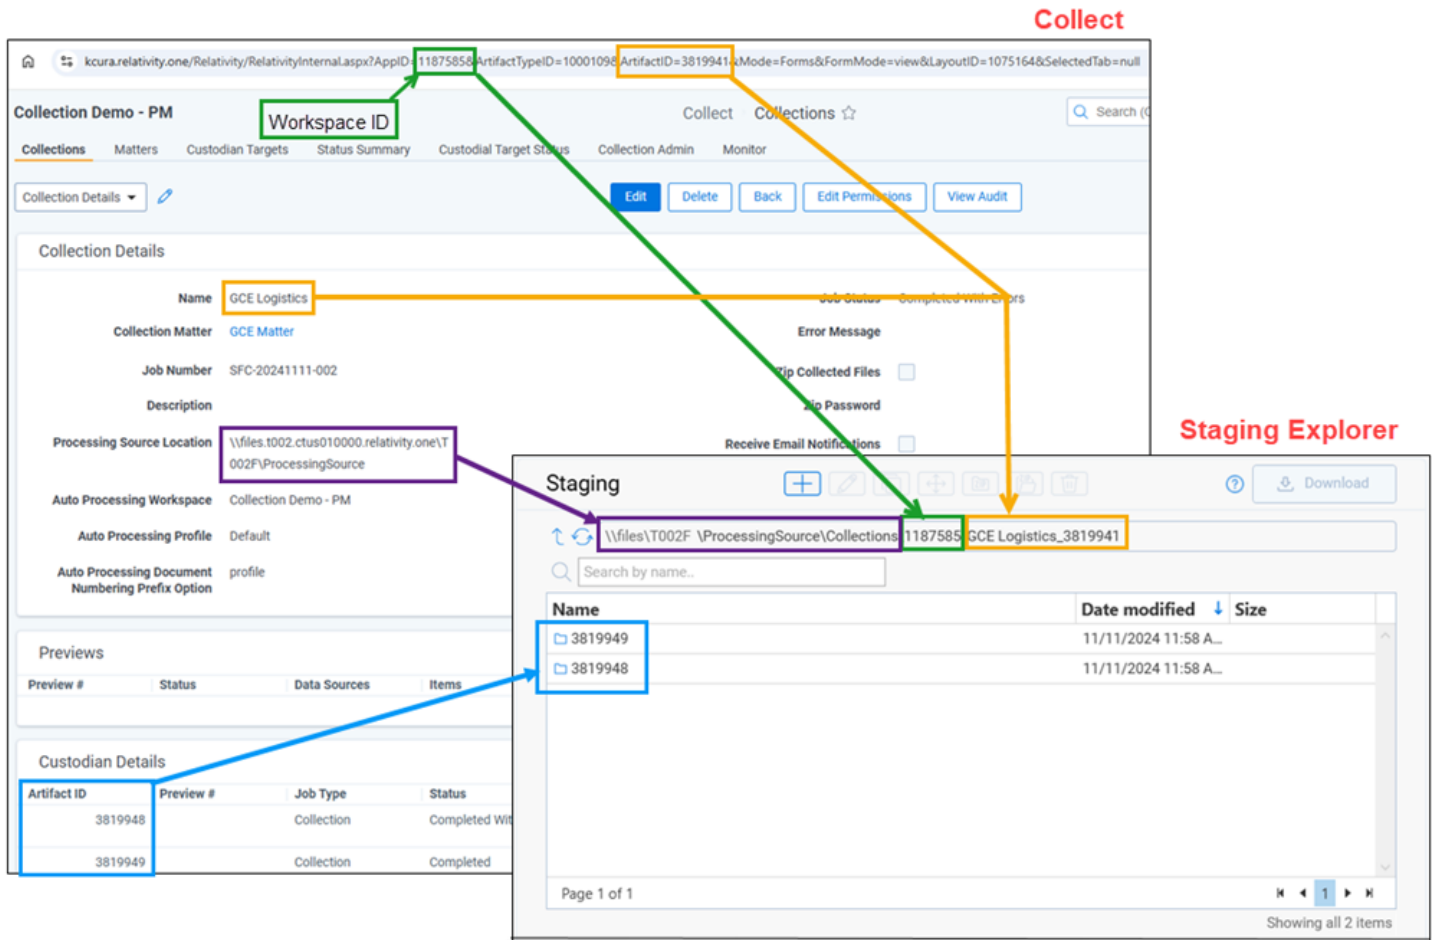 Collect
kcura.relativity.one/Relativity/RelativityInternal.aspx?AppID=11875858&ArtifactTypeID=10001098&ArtifactID=3819941&Mode=Forms&FormMode=view&LayoutID=1075164&SelectedTab=null
Collection Demo - PM
Workspace ID
Collect Collections
Search (
Collections Matters Custodian Targets Status Summary Custodial Target Status Collection Admin Monitor
Collection Details Edit Delete Back Edit Permissions View Audit
Collection Details
Name GCE Logistics Job Status Completed With Errors
Collection Matter GCE Matter Error Message
Job Number SFC-20241111-002 Zip Collected Files
Description Zip Password
Processing Source Location \\files.t002.ctus010000.relativity.one\T
002F\ProcessingSource
Receive Email Notifications
Auto Processing Workspace Collection Demo - PM
Auto Processing Profile Default
Auto Processing Document profile
Numbering Prefix Option
Previews
Preview # Status Data Sources Items
Custodian Details
Artifact ID Preview # Job Type Status
3819948 Collection Completed Wit
3819949 Collection Completed
Staging Explorer
Staging Download
\\files\T002F \ProcessingSource\Collections 1187585 GCE Logistics_3819941
Search by name..
Name Date modified Size
3819949 11/11/2024 11:58 A...
3819948 11/11/2024 11:58 A...
Page 1 of 1 1
Showing all 2 items